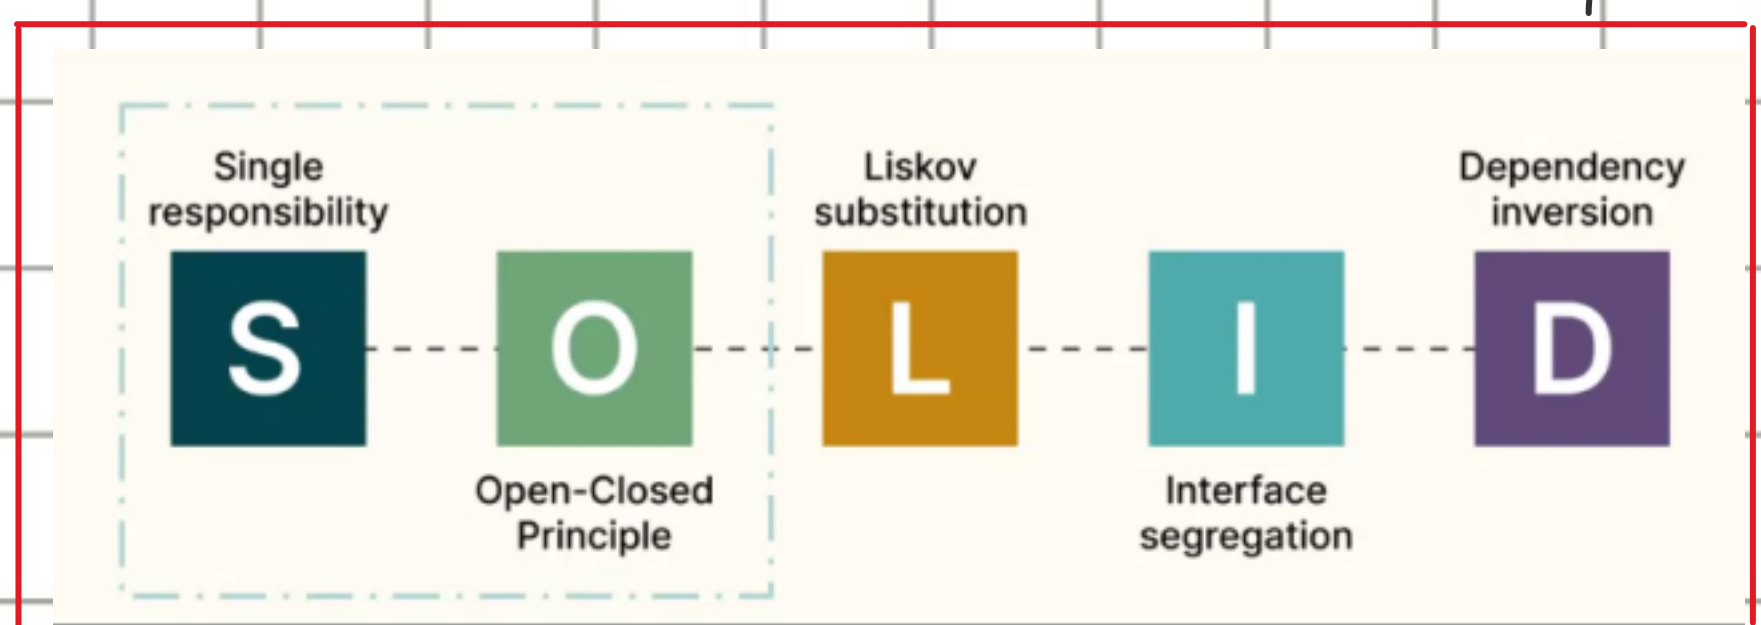 Single
responsibility
Liskov
substitution
Dependency
inversion
S
O
L
I
D
Open-Closed
Principle
Interface
segregation